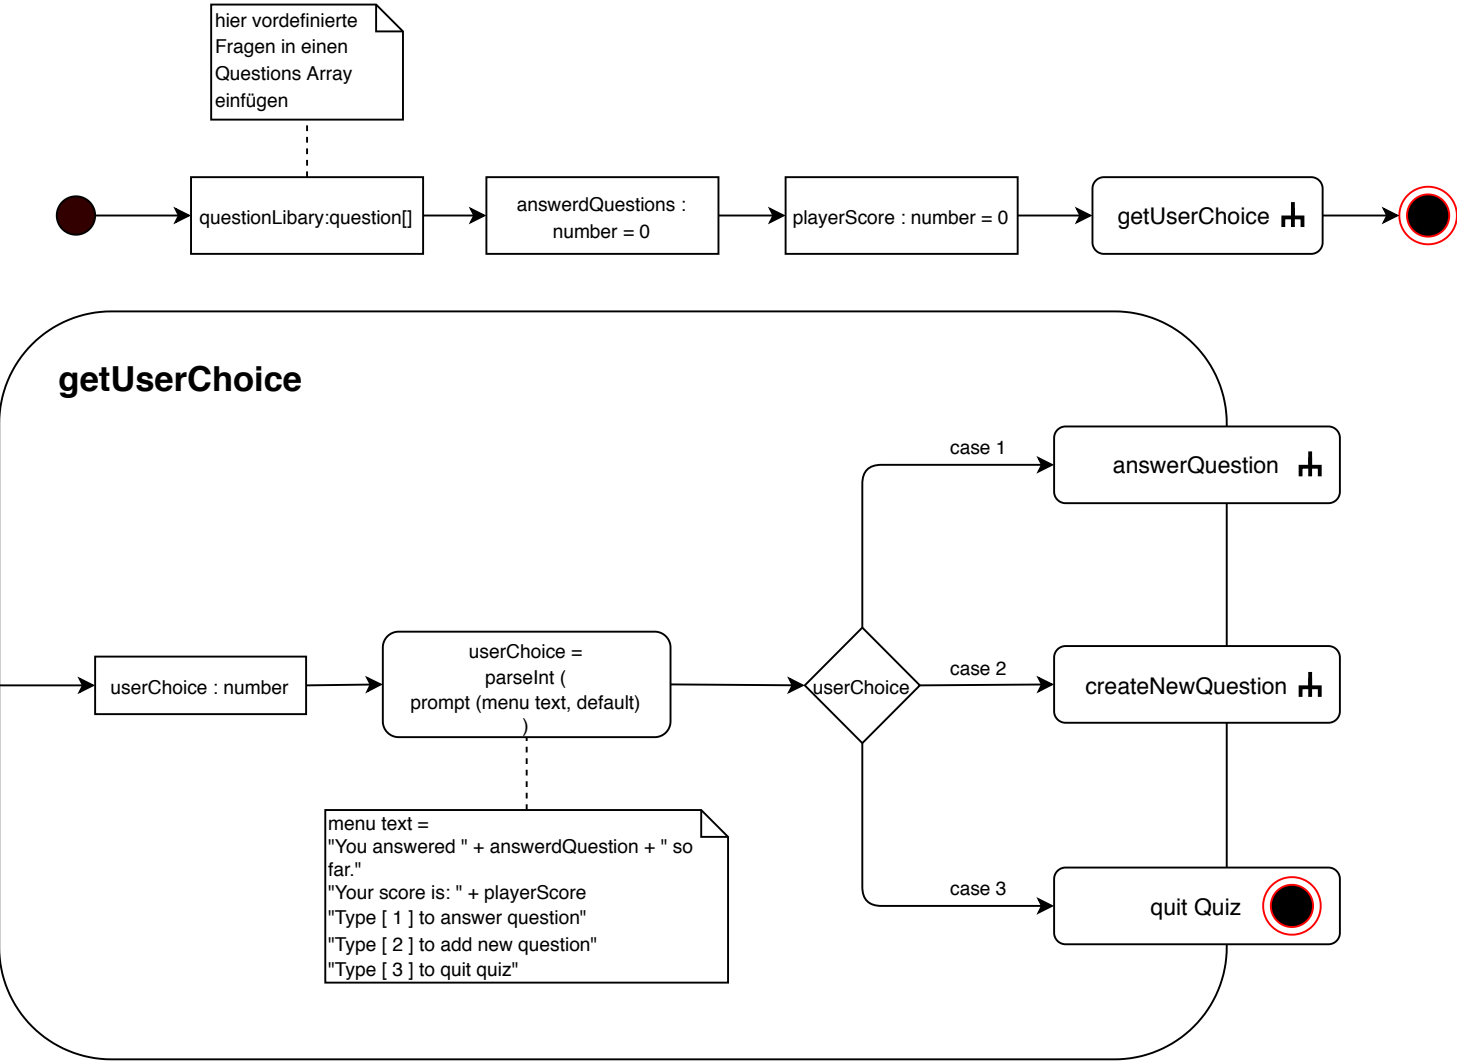 hier vordefinierte
Fragen in einen
Questions Array
einfügen
questionLibary:question[]
answerdQuestions :
number = 0
playerScore : number = 0
getUserChoice
getUserChoice
case 1
answerQuestion
userChoice : number
userChoice =
parseInt (
prompt (menu text, default)
)
userChoice
case 2
createNewQuestion
menu text =
"You answered " + answerdQuestion + " so
far."
"Your score is: " + playerScore
"Type [ 1 ] to answer question"
"Type [ 2 ] to add new question"
"Type [ 3 ] to quit quiz"
case 3
quit Quiz